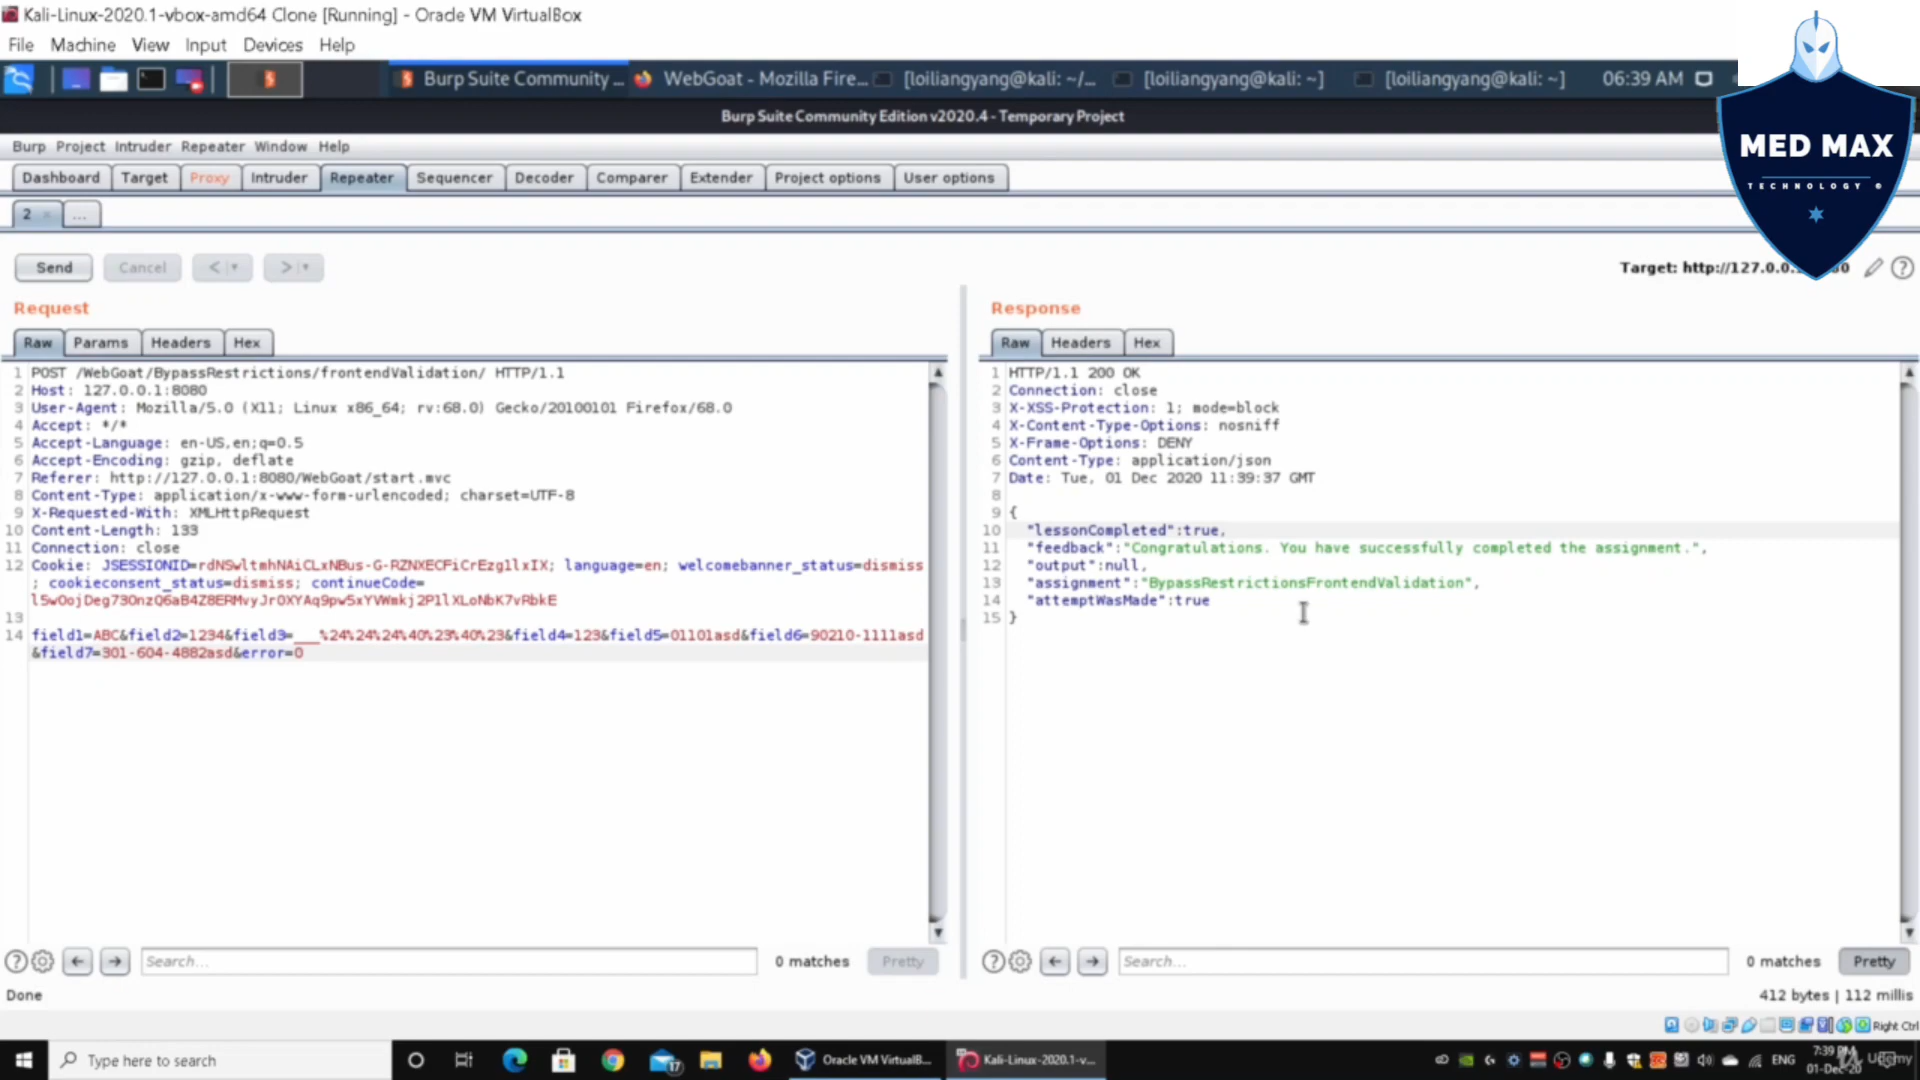 Kali-Linux-2020.1-vbox-amd64 Clone [Running] - Oracle VM VirtualBox
File Machine View Input Devices Help
Burp Suite Community ... WebGoat - Mozilla Fire... [loiliangyang@kali: ~/... [loiliangyang@kali: ~] [loiliangyang@kali: ~] 06:39 AM
Burp Suite Community Edition v2020.4 - Temporary Project
MED MAX
TECHNOLOGY
Burp Project Intruder Repeater Window Help
Dashboard Target Proxy Intruder Repeater Sequencer Decoder Comparer Extender Project options User options
2 × ...
Send Cancel < | ▾ > | ▾
Target: http://127.0.0.
Request
Raw Params Headers Hex
1 POST /WebGoat/BypassRestrictions/frontendValidation/ HTTP/1.1
2 Host: 127.0.0.1:8080
3 User-Agent: Mozilla/5.0 (X11; Linux x86_64; rv:68.0) Gecko/20100101 Firefox/68.0
4 Accept: */*
5 Accept-Language: en-US,en;q=0.5
6 Accept-Encoding: gzip, deflate
7 Referer: http://127.0.0.1:8080/WebGoat/start.mvc
8 Content-Type: application/x-www-form-urlencoded; charset=UTF-8
9 X-Requested-With: XMLHttpRequest
10 Content-Length: 133
11 Connection: close
12 Cookie: JSESSIONID=rdNSwltmhNAiCLxNBus-G-RZNXECFiCrEzg1lxIX; language=en; welcomebanner_status=dismiss
; cookieconsent_status=dismiss; continueCode=
l5wOojDeg73OnzQ6aB4Z8ERMvyJrOXYAq9pw5xYVWmkj2P1lXLoNbK7vRbkE
13
14 field1=ABC&field2=1234&field3=___%24%24%24%40%23%40%23&field4=123&field5=01101asd&field6=90210-1111asd
&field7=301-604-4882asd&error=0
Response
Raw Headers Hex
1 HTTP/1.1 200 OK
2 Connection: close
3 X-XSS-Protection: 1; mode=block
4 X-Content-Type-Options: nosniff
5 X-Frame-Options: DENY
6 Content-Type: application/json
7 Date: Tue, 01 Dec 2020 11:39:37 GMT
8
9 {
10 "lessonCompleted":true,
11 "feedback":"Congratulations. You have successfully completed the assignment.",
12 "output":null,
13 "assignment":"BypassRestrictionsFrontendValidation",
14 "attemptWasMade":true
15 }
Search... 0 matches Pretty
Search... 0 matches Pretty
Done
412 bytes | 112 millis
Right Ctrl
Type here to search
17
Oracle VM VirtualB... Kali-Linux-2020.1-v...
ENG
7:39 PM
01-Dec-20
Udemy